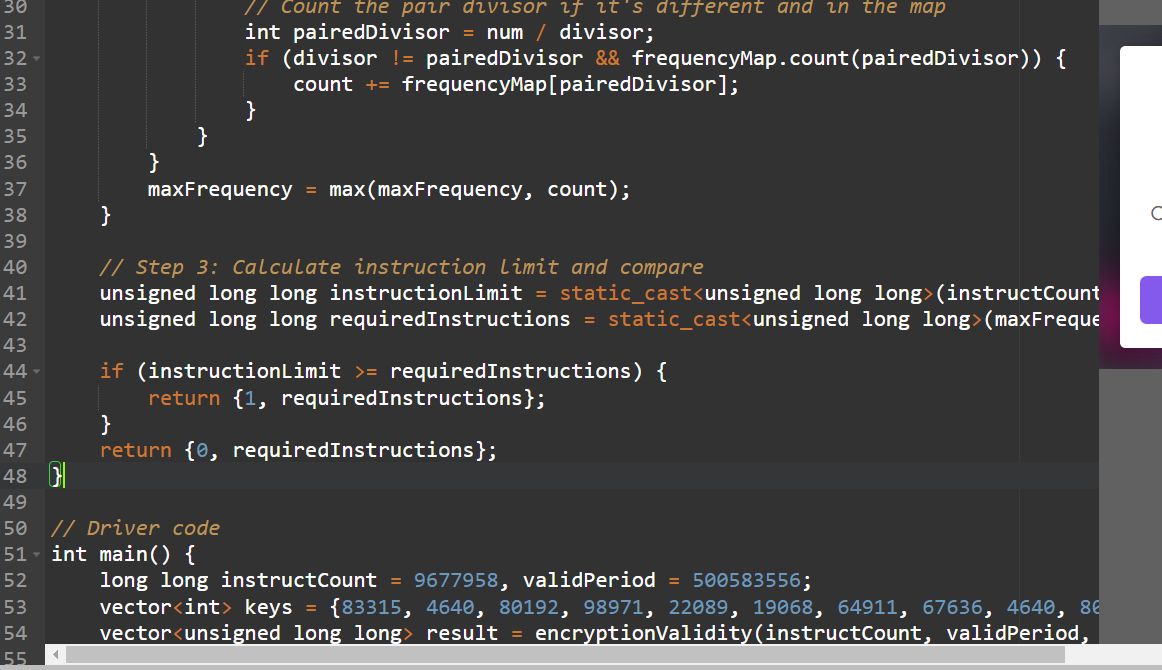 30 // Count the pair divisor if it's different and in the map
31 int pairedDivisor = num / divisor;
32 if (divisor != pairedDivisor && frequencyMap.count(pairedDivisor)) {
33 count += frequencyMap[pairedDivisor];
34 }
35 }
36 }
37 maxFrequency = max(maxFrequency, count);
38 }
39
40 // Step 3: Calculate instruction limit and compare
41 unsigned long long instructionLimit = static_cast<unsigned long long>(instructCount
42 unsigned long long requiredInstructions = static_cast<unsigned long long>(maxFreque
43
44 if (instructionLimit >= requiredInstructions) {
45 return {1, requiredInstructions};
46 }
47 return {0, requiredInstructions};
48 }
49
50 // Driver code
51 int main() {
52 long long instructCount = 9677958, validPeriod = 500583556;
53 vector<int> keys = {83315, 4640, 80192, 98971, 22089, 19068, 64911, 67636, 4640, 80
54 vector<unsigned long long> result = encryptionValidity(instructCount, validPeriod,
55